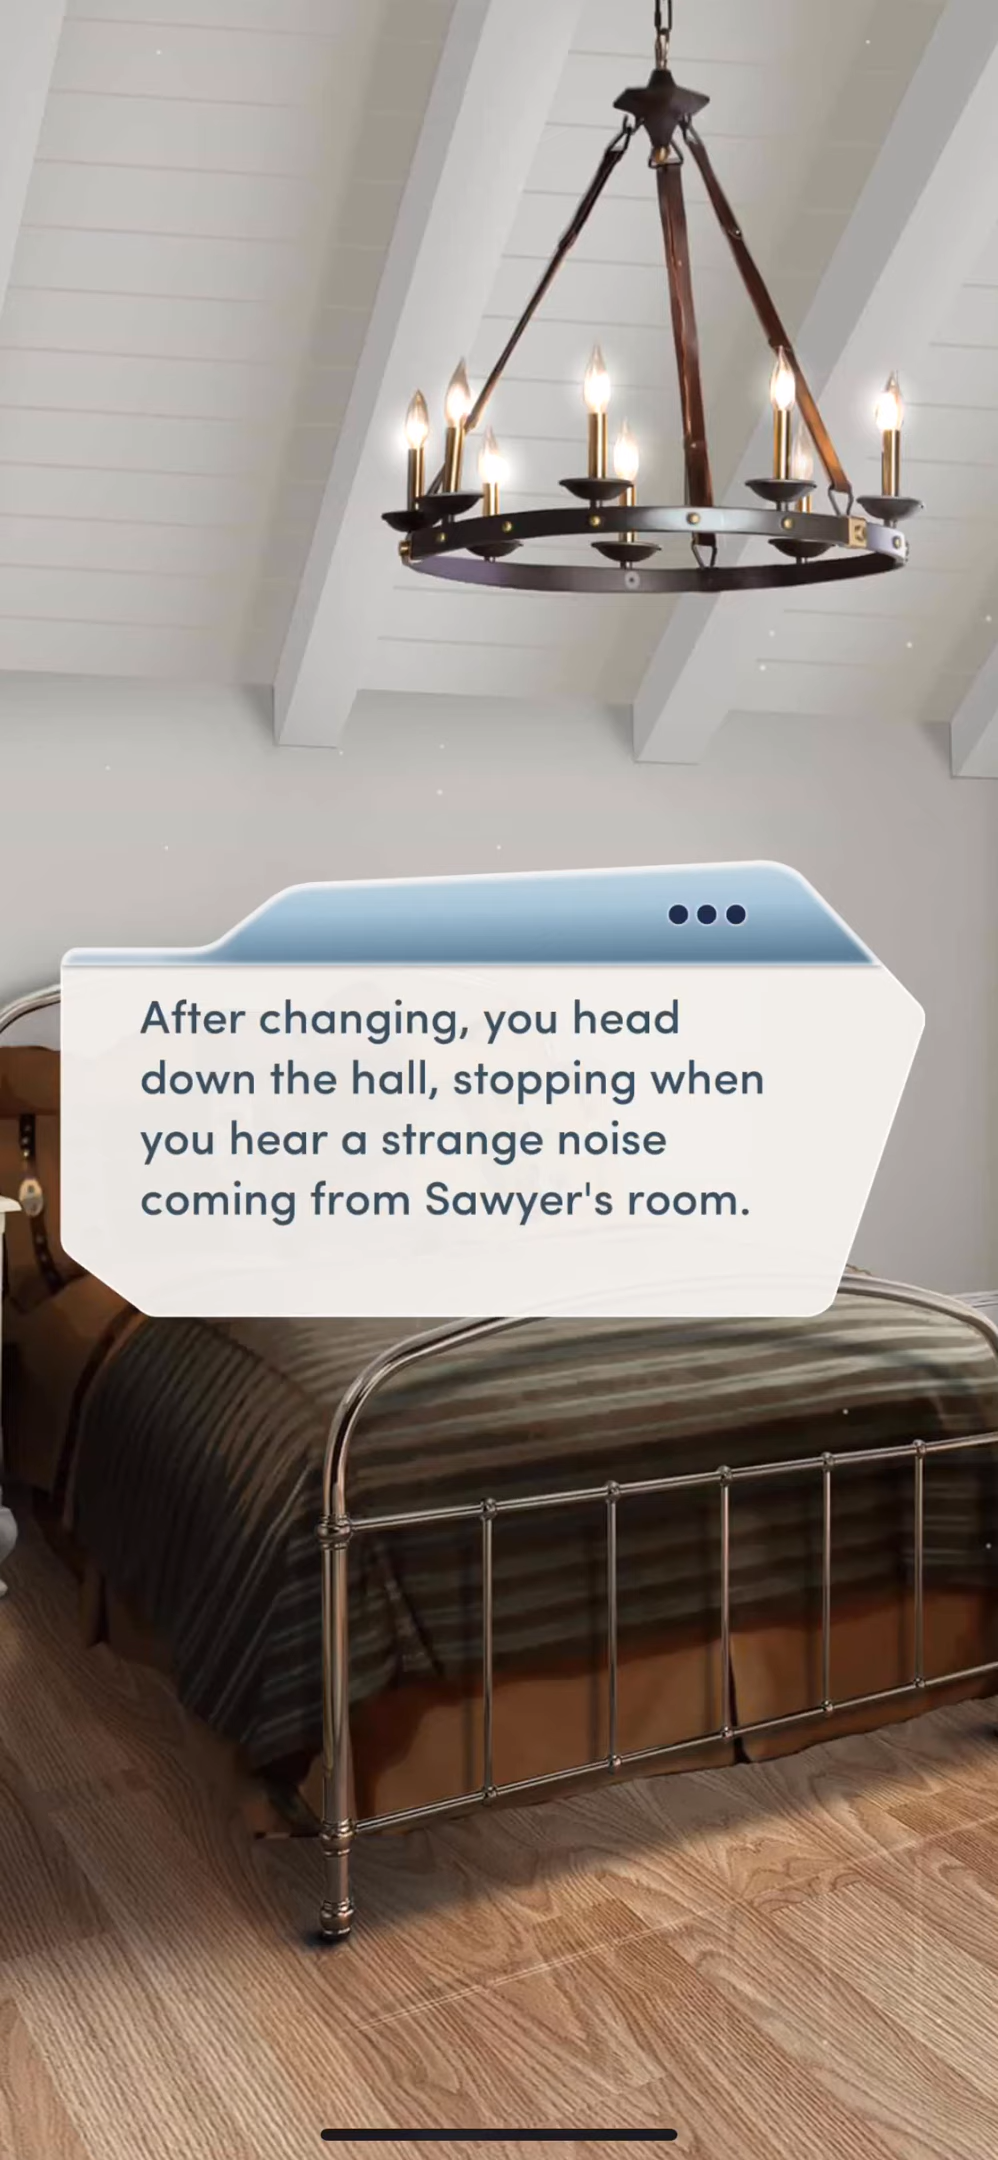 After changing, you head
down the hall, stopping when
you hear a strange noise
coming from Sawyer's room.